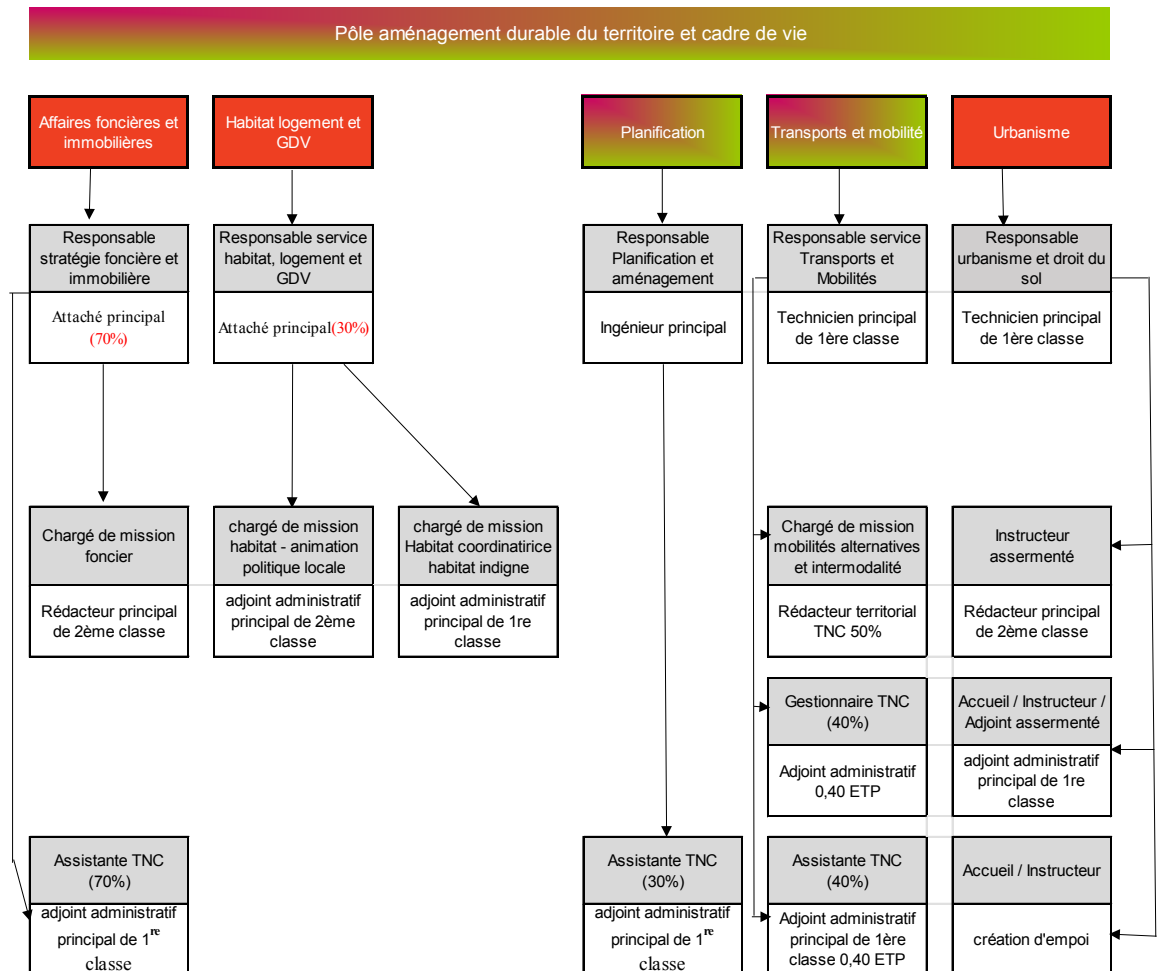 Pôle aménagement durable du territoire et cadre de vie
Affaires foncières et
immobilières
Habitat logement et
GDV
Planification
Transports et mobilité
Urbanisme
Responsable
stratégie foncière et
immobilière
Attaché principal
(70%)
Responsable service
habitat, logement et
GDV
Attaché principal(30%)
Responsable
Planification et
aménagement
Ingénieur principal
Responsable service
Transports et
Mobilités
Technicien principal
de 1ère classe
Responsable
urbanisme et droit du
sol
Technicien principal
de 1ère classe
Chargé de mission
foncier
Rédacteur principal
de 2ème classe
chargé de mission
habitat - animation
politique locale
adjoint administratif
principal de 2ème
classe
chargé de mission
Habitat coordinatirice
habitat indigne
adjoint administratif
principal de 1re
classe
Chargé de mission
mobilités alternatives
et intermodalité
Rédacteur territorial
TNC 50%
Instructeur
assermenté
Rédacteur principal
de 2ème classe
Gestionnaire TNC
(40%)
Adjoint administratif
0,40 ETP
Accueil / Instructeur /
Adjoint assermenté
adjoint administratif
principal de 1re
classe
Assistante TNC
(70%)
adjoint administratif
principal de 1re
classe
Assistante TNC
(30%)
adjoint administratif
principal de 1re
classe
Assistante TNC
(40%)
Adjoint administratif
principal de 1ère
classe 0,40 ETP
Accueil / Instructeur
création d'emploi